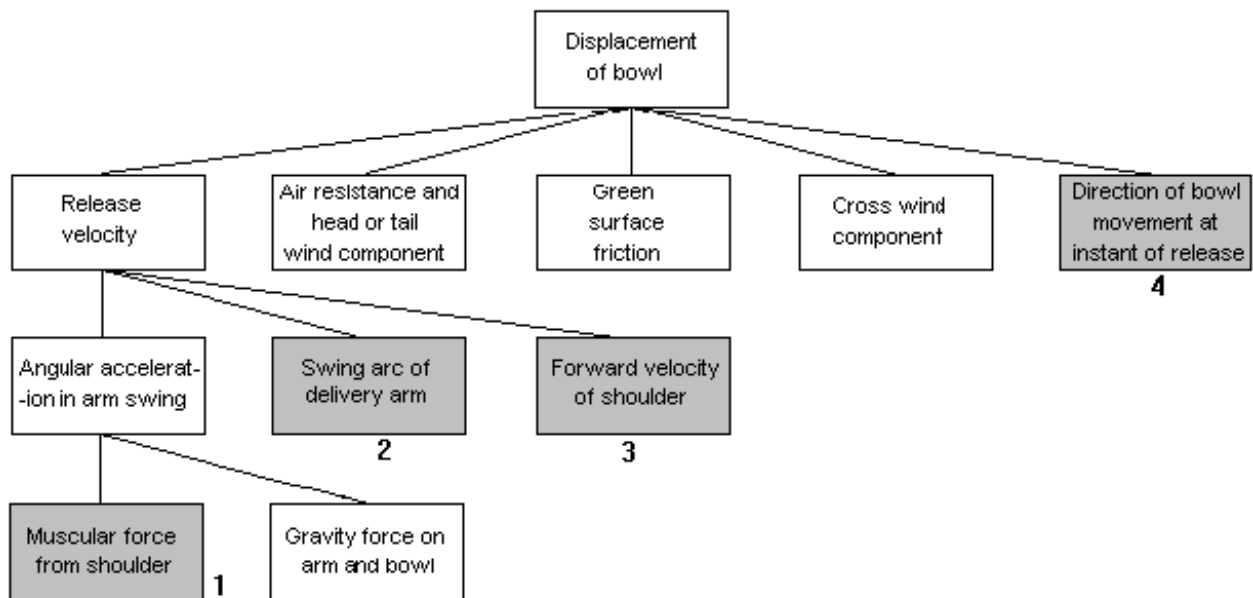 Displacement
of bowl
Release
velocity
Air resistance and
head or tail
wind component
Green
surface
friction
Cross wind
component
Direction of bowl
movement at
instant of release
4
Angular accelerat-
-ion in arm swing
Swing arc of
delivery arm
2
Forward velocity
of shoulder
3
Muscular force
from shoulder
1
Gravity force on
arm and bowl